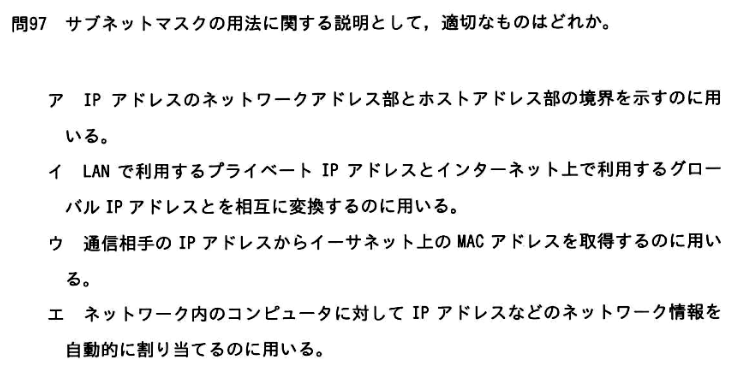 問97 サブネットマスクの用法に関する説明として，適切なものはどれか。
ア IP アドレスのネットワークアドレス部とホストアドレス部の境界を示すのに用
いる。
イ LAN で利用するプライベート IP アドレスとインターネット上で利用するグロー
バル IP アドレスとを相互に変換するのに用いる。
ウ 通信相手の IP アドレスからイーサネット上の MAC アドレスを取得するのに用い
る。
エ ネットワーク内のコンピュータに対して IP アドレスなどのネットワーク情報を
自動的に割り当てるのに用いる。